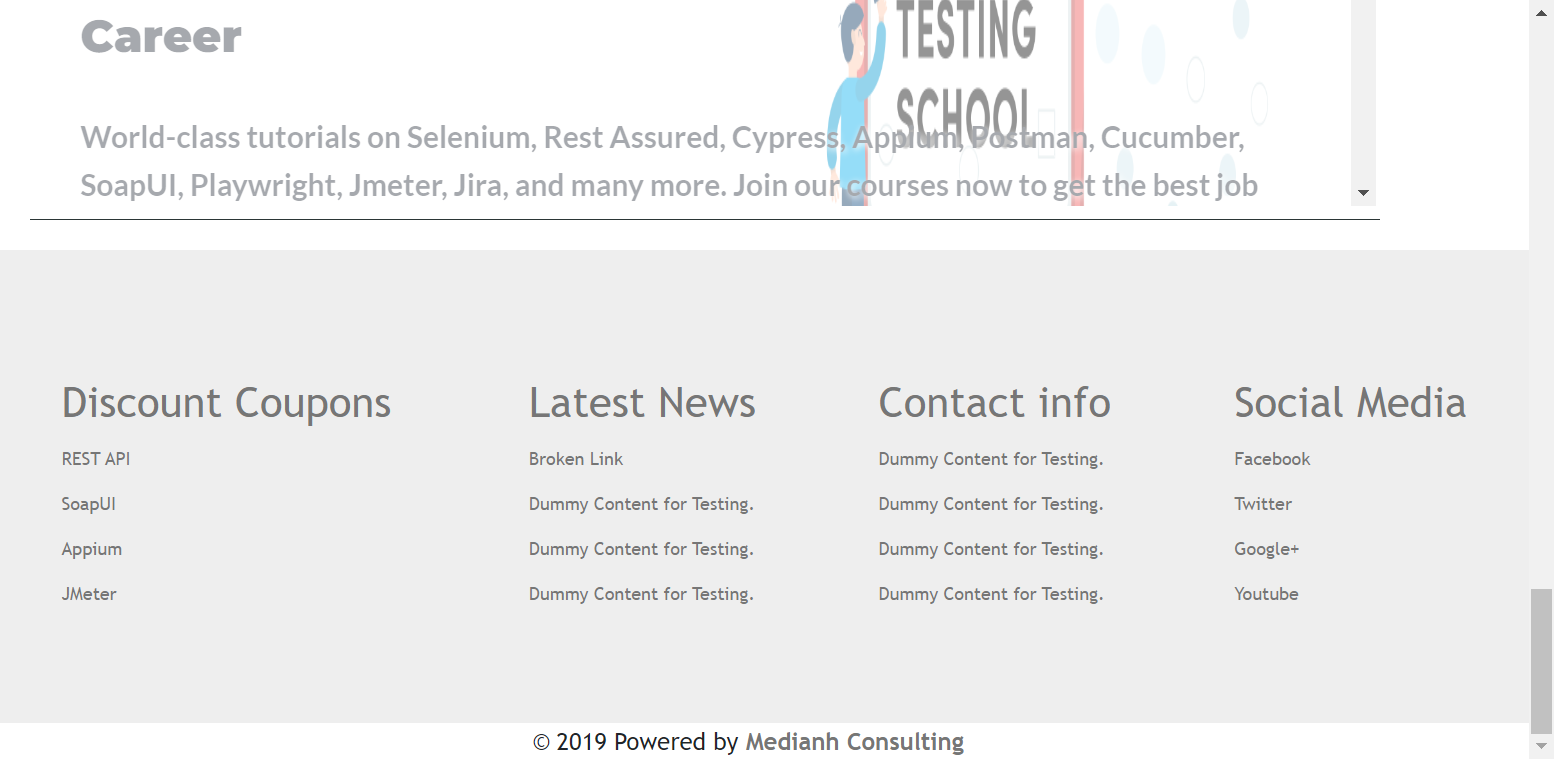 Career
TESTING
SCHOOL
World-class tutorials on Selenium, Rest Assured, Cypress, Appium, Postman, Cucumber,
SoapUI, Playwright, Jmeter, Jira, and many more. Join our courses now to get the best job
Discount Coupons
REST API
SoapUI
Appium
JMeter
Latest News
Broken Link
Dummy Content for Testing.
Dummy Content for Testing.
Dummy Content for Testing.
Contact info
Dummy Content for Testing.
Dummy Content for Testing.
Dummy Content for Testing.
Dummy Content for Testing.
Social Media
Facebook
Twitter
Google+
Youtube
© 2019 Powered by Medianh Consulting